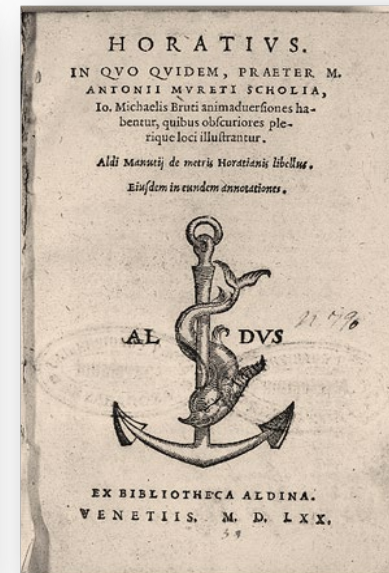 HORATIVS.
IN QVO QVIDEM, PRAETER M.
ANTONII MVRETI SCHOLIA,
Io. Michaelis Bruti animaduerſiones ha-
bentur, quibus obſcuriores ple-
rique loci illuſtrantur.
Aldi Manutij de metris Horatianis libellus.
Eiuſdem in eundem annotationes.
AL DVS
EX BIBLIOTHECA ALDINA.
VENETIIS. M. D. LXX.